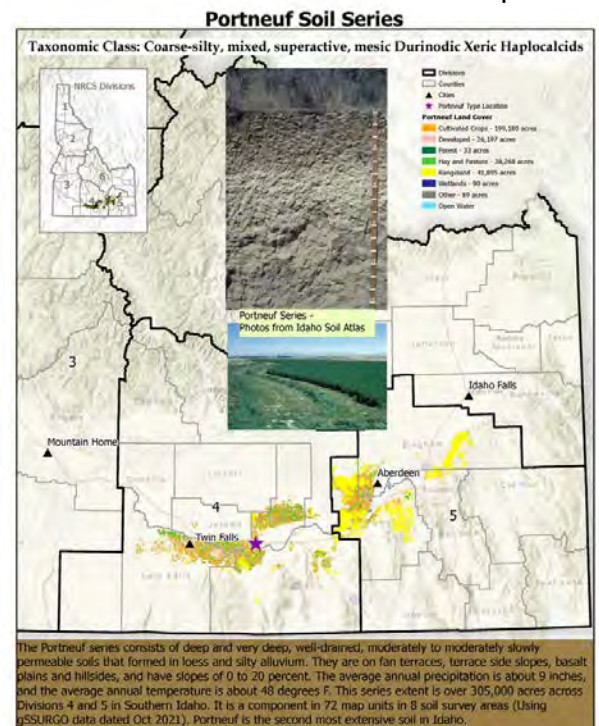 Portneuf Soil Series
Taxonomic Class: Coarse-silty, mixed, superactive, mesic Durinodic Xeric Haplocalcids
NRCS Divisions
1
2
3
6
Divisions
Counties
Cities
Portneuf Type Location
Portneuf Land Cover
Cultivated Crops - 199,180 acres
Developed - 26,197 acres
Forest - 33 acres
Hay and Pasture - 38,268 acres
Rangeland - 41,895 acres
Wetlands - 90 acres
Other - 89 acres
Open Water
Portneuf Series -
Photos from Idaho Soil Atlas
3
Idaho Falls
Mountain Home
Bingham
Aberdeen
4
5
Twin Falls
The Portneuf series consists of deep and very deep, well-drained, moderately to moderately slowly
permeable soils that formed in loess and silty alluvium. They are on fan terraces, terrace side slopes, basalt
plains and hillsides, and have slopes of 0 to 20 percent. The average annual precipitation is about 9 inches,
and the average annual temperature is about 48 degrees F. This series extent is over 305,000 acres across
Divisions 4 and 5 in Southern Idaho. It is a component in 72 map units in 8 soil survey areas (Using
gSSURGO data dated Oct 2021). Portneuf is the second most extensive soil in Idaho.